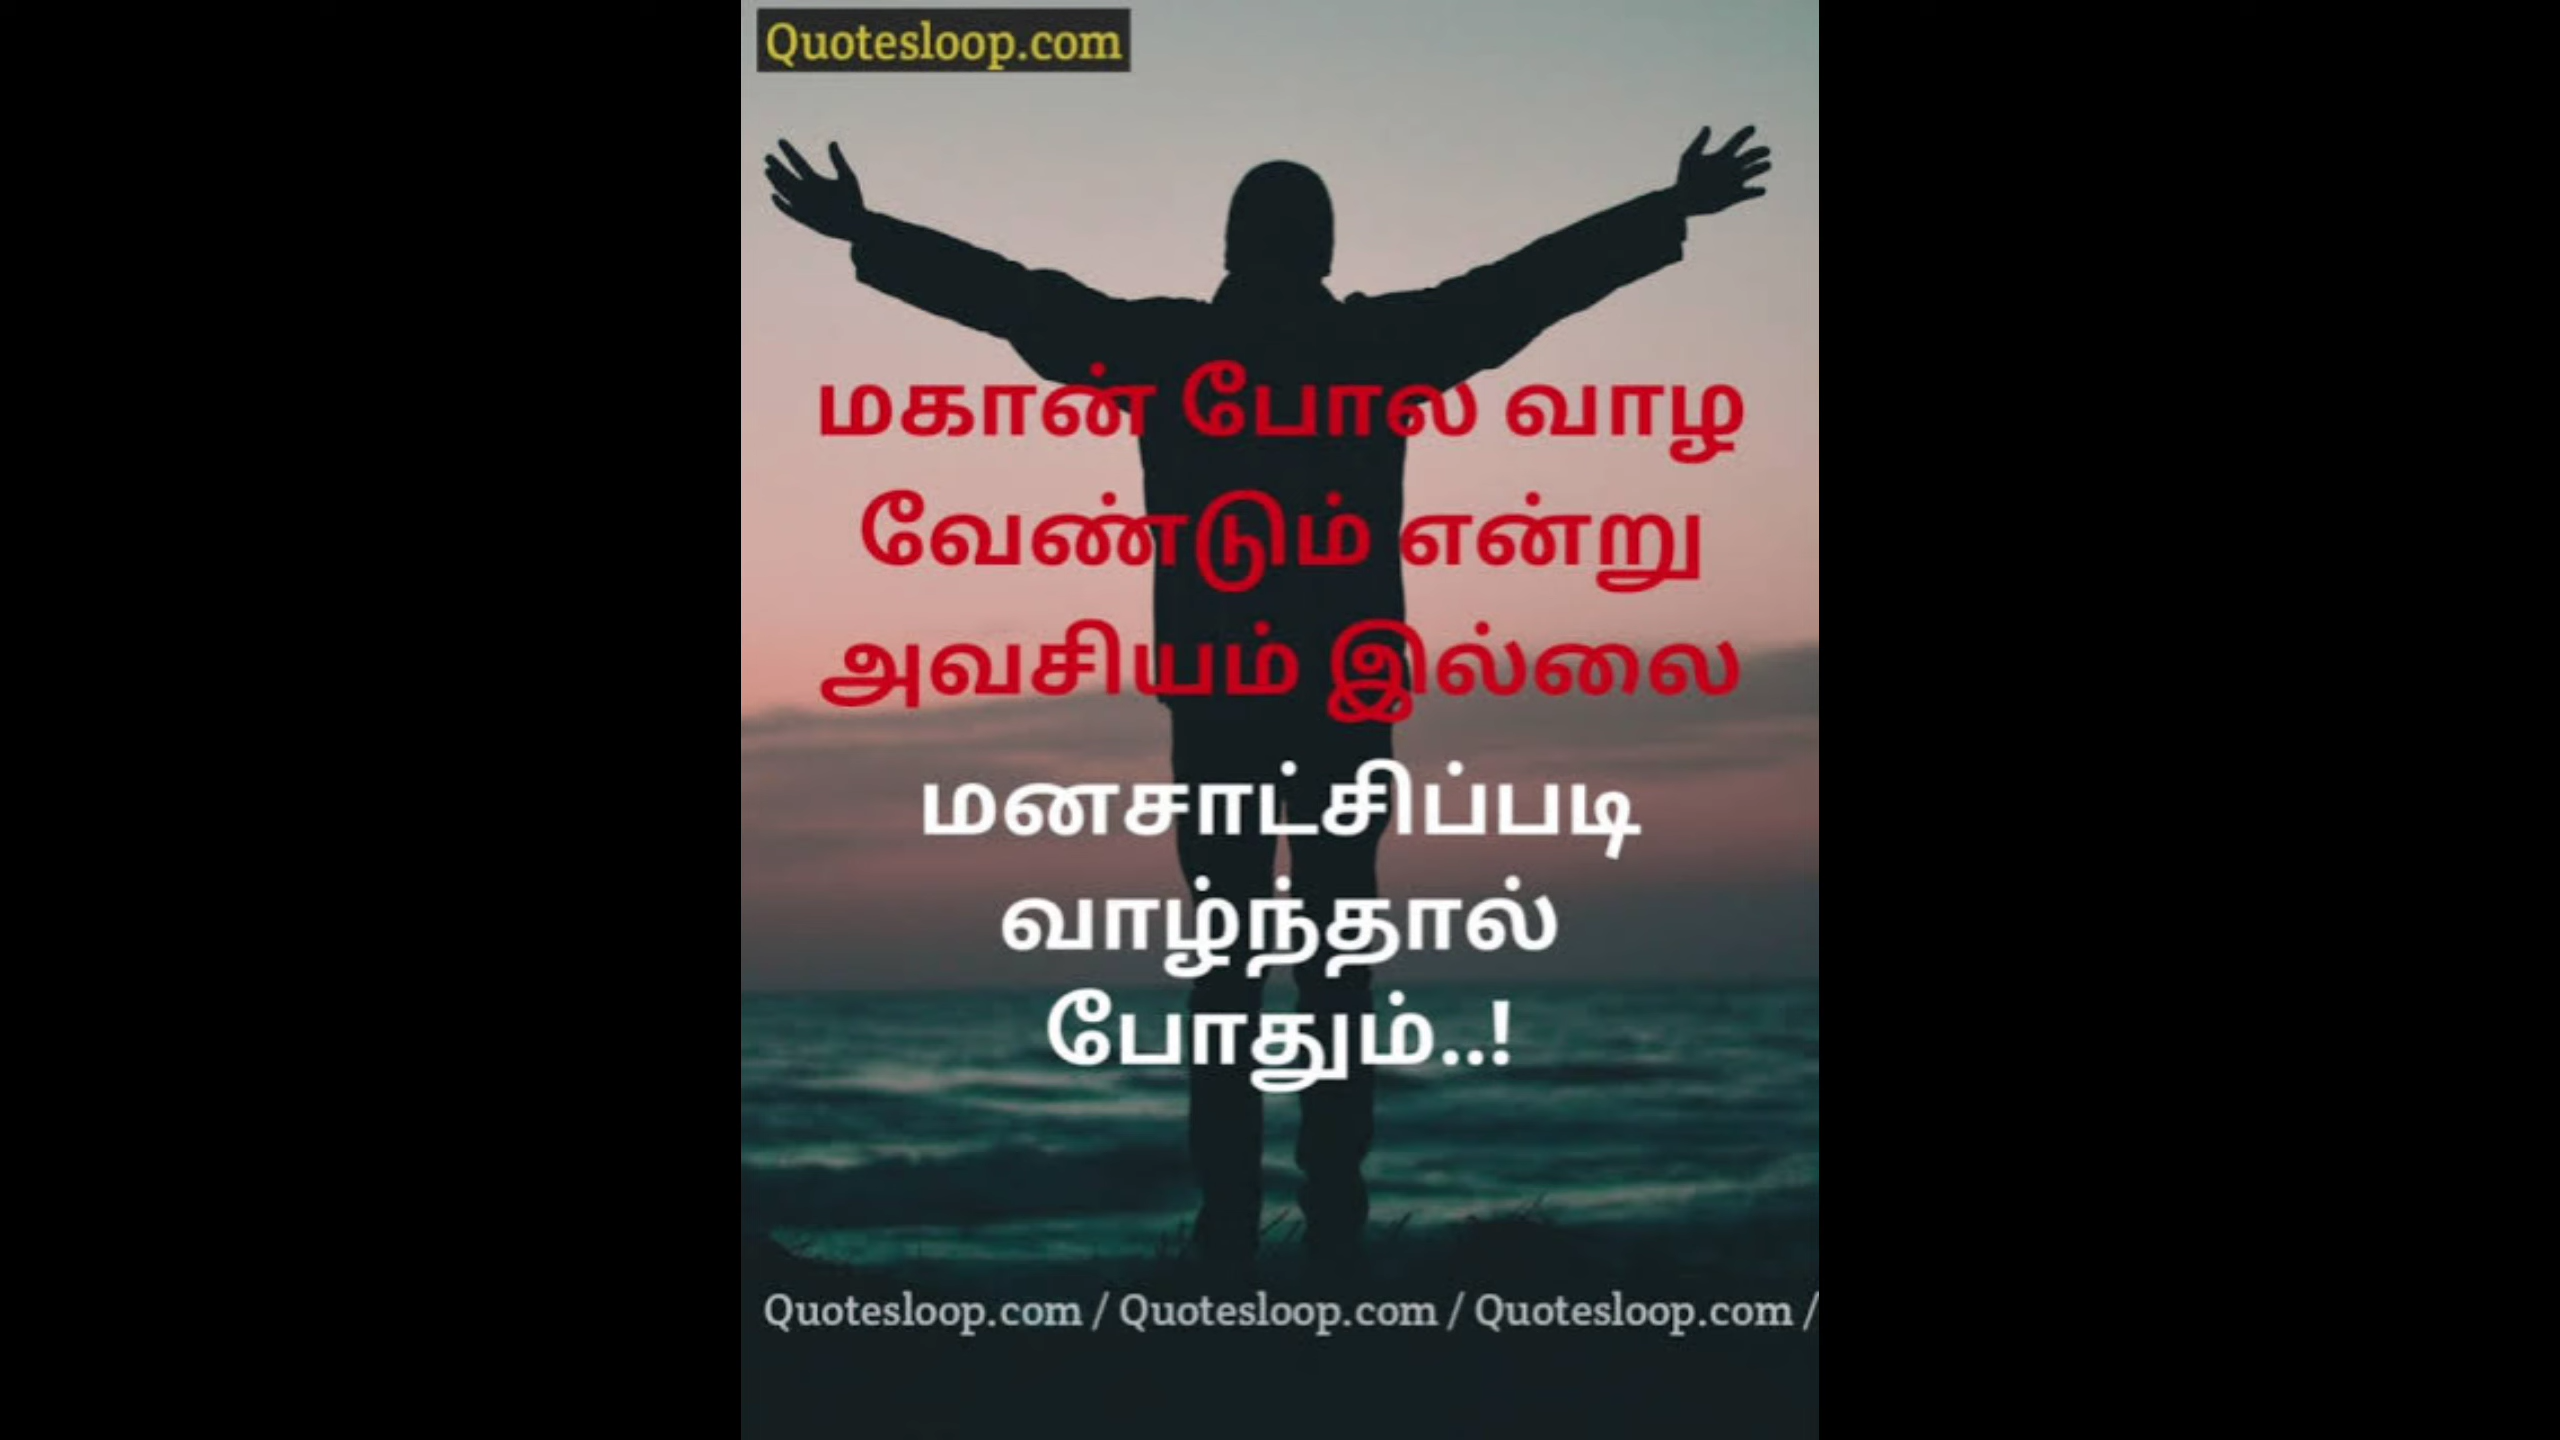 Quotesloop.com
மகான் போல வாழ
வேண்டும் என்று
அவசியம் இல்லை
மனசாட்சிப்படி
வாழ்ந்தால்
போதும்..!
Quotesloop.com / Quotesloop.com / Quotesloop.com /